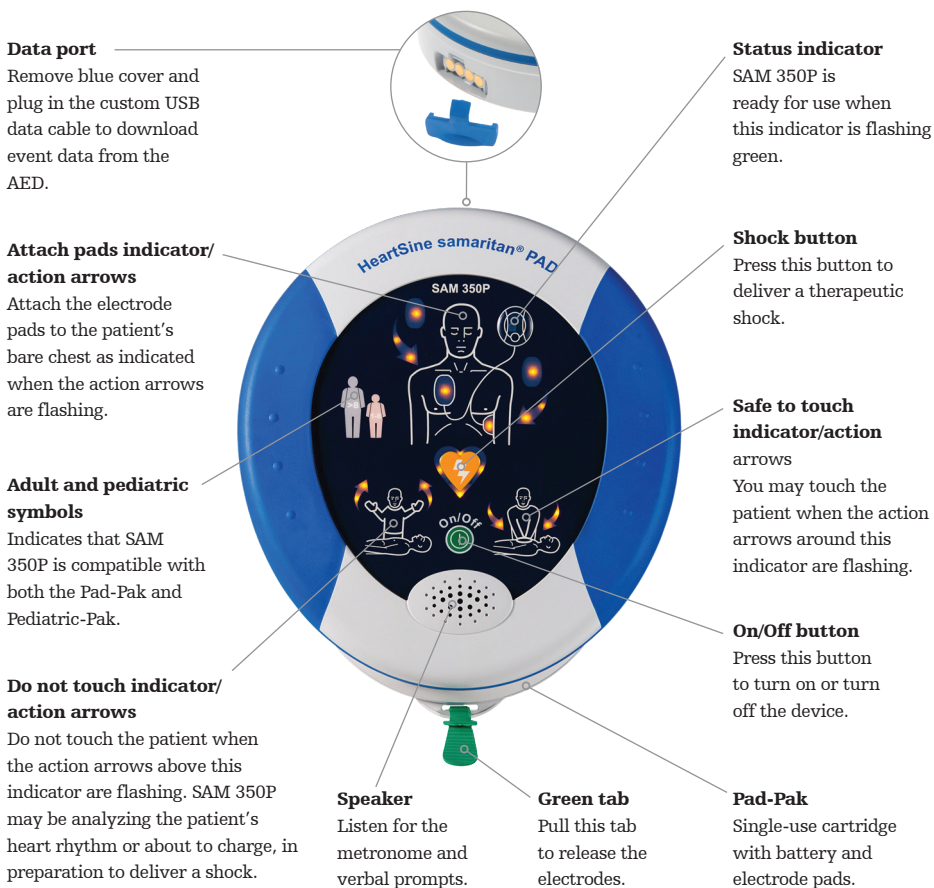 Data port
Remove blue cover and
plug in the custom USB
data cable to download
event data from the
AED.
Attach pads indicator/
action arrows
Attach the electrode
pads to the patient's
bare chest as indicated
when the action arrows
are flashing.
Adult and pediatric
symbols
Indicates that SAM
350P is compatible with
both the Pad-Pak and
Pediatric-Pak.
Do not touch indicator/
action arrows
Do not touch the patient when
the action arrows above this
indicator are flashing. SAM 350P
may be analyzing the patient's
heart rhythm or about to charge, in
preparation to deliver a shock.
HeartSine samaritan® PAD
SAM 350P
On/Off
Speaker
Listen for the
metronome and
verbal prompts.
Green tab
Pull this tab
to release the
electrodes.
Status indicator
SAM 350P is
ready for use when
this indicator is flashing
green.
Shock button
Press this button to
deliver a therapeutic
shock.
Safe to touch
indicator/action
arrows
You may touch the
patient when the action
arrows around this
indicator are flashing.
On/Off button
Press this button
to turn on or turn
off the device.
Pad-Pak
Single-use cartridge
with battery and
electrode pads.